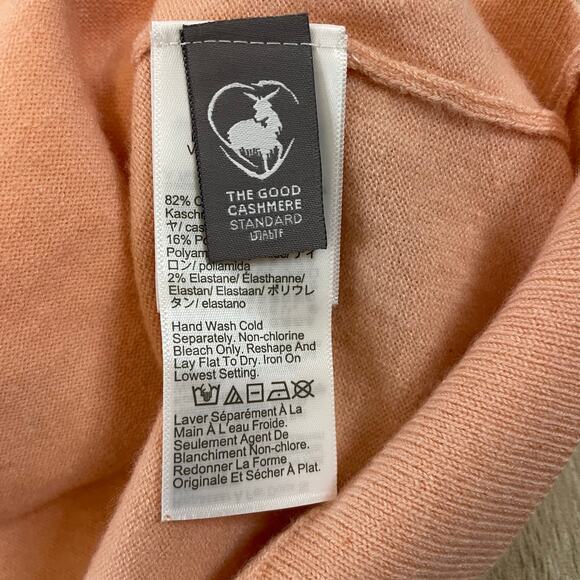 THE GOOD
CASHMERE
STANDARD
by AbTF
82%
ヤ/
16%
Polyam
ロン/ poliamida
2% Elastane/ Élasthanne/
Elastan/ Elastaan/ ポリウレ
タン/ elastano
Hand Wash Cold
Separately. Non-chlorine
Bleach Only. Reshape And
Lay Flat To Dry. Iron On
Lowest Setting.
Laver Séparément À La
Main À L'eau Froide.
Seulement Agent De
Blanchiment Non-chlore.
Redonner La Forme
Originale Et Sécher À Plat.